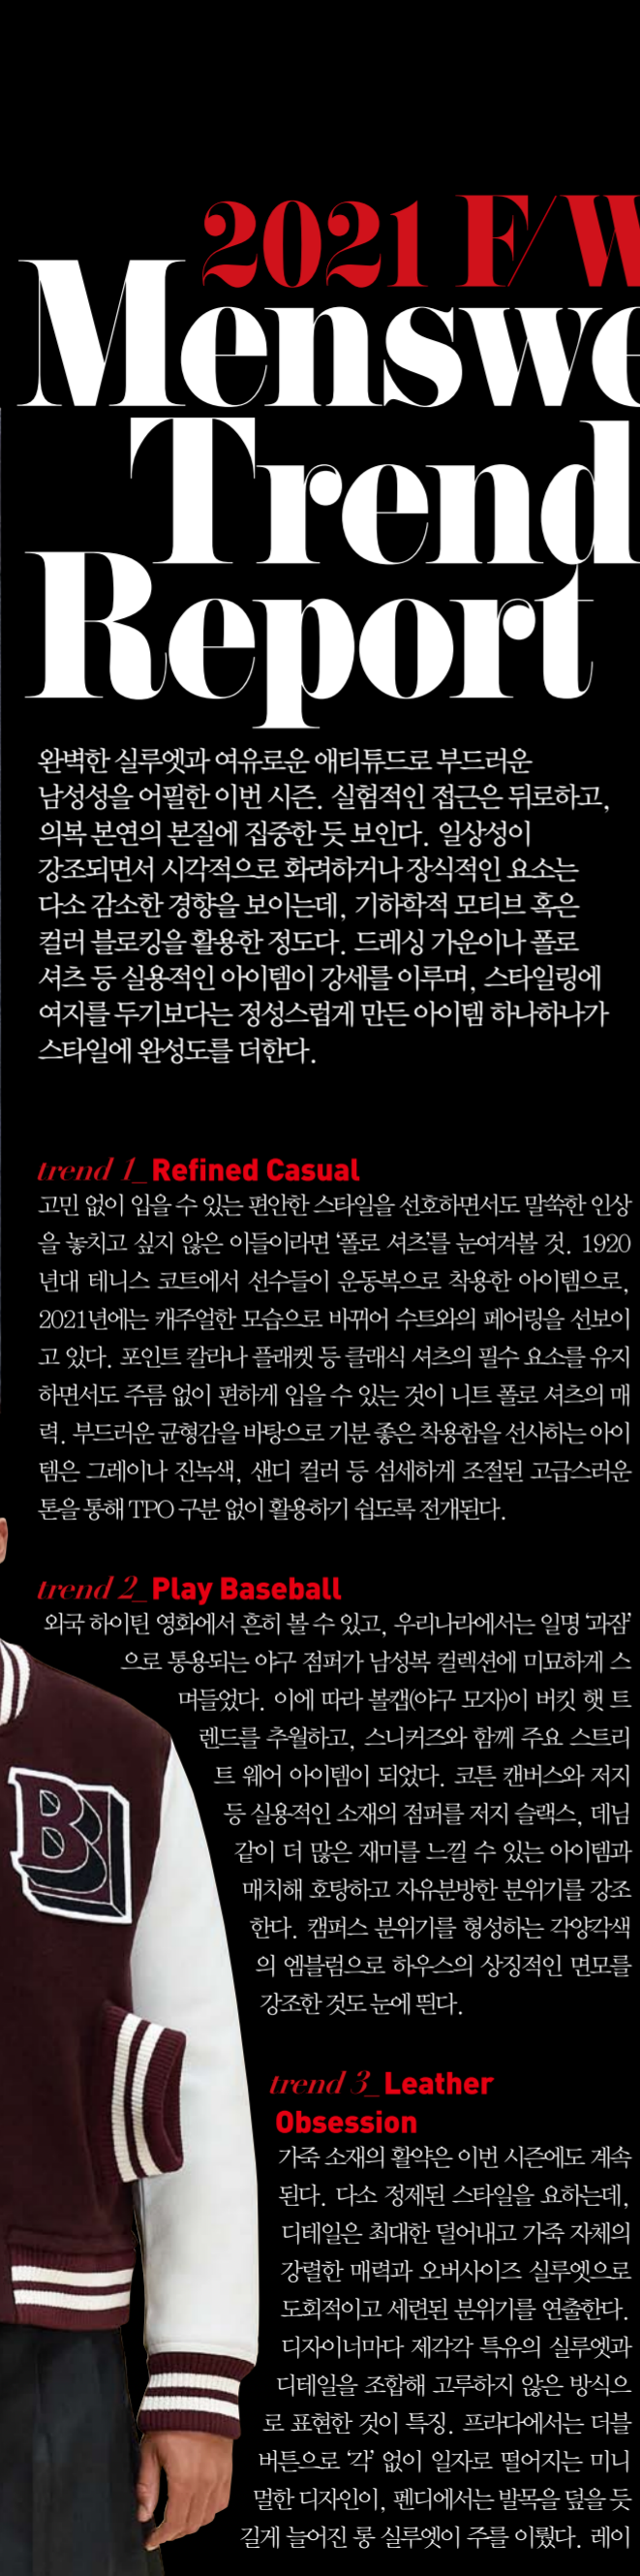 2021 F/W
Menswe
Trend
Report
완벽한 실루엣과 여유로운 애티튜드로 부드러운
남성성을 어필한 이번 시즌. 실험적인 접근은 뒤로하고,
의복 본연의 본질에 집중한 듯 보인다. 일상성이
강조되면서 시각적으로 화려하거나 장식적인 요소는
다소 감소한 경향을 보이는데, 기하학적 모티브 혹은
컬러 블로킹을 활용한 정도다. 드레싱 가운이나 폴로
셔츠 등 실용적인 아이템이 강세를 이루며, 스타일링에
여지를 두기보다는 정성스럽게 만든 아이템 하나하나가
스타일에 완성도를 더한다.
trend 1_Refined Casual
고민 없이 입을 수 있는 편안한 스타일을 선호하면서도 말쑥한 인상
을 놓치고 싶지 않은 이들이라면 ‘폴로 셔츠’를 눈여겨볼 것. 1920
년대 테니스 코트에서 선수들이 운동복으로 착용한 아이템으로,
2021년에는 캐주얼한 모습으로 바뀌어 수트와의 페어링을 선보이
고 있다. 포인트 칼라나 플래켓 등 클래식 셔츠의 필수 요소를 유지
하면서도 주름 없이 편하게 입을 수 있는 것이 니트 폴로 셔츠의 매
력. 부드러운 균형감을 바탕으로 기분 좋은 착용함을 선사하는 아이
템은 그레이나 진녹색, 샌디 컬러 등 섬세하게 조절된 고급스러운
톤을 통해 TPO 구분 없이 활용하기 쉽도록 전개된다.
trend 2_Play Baseball
외국 하이틴 영화에서 흔히 볼 수 있고, 우리나라에서는 일명 ‘과잠’
으로 통용되는 야구 점퍼가 남성복 컬렉션에 미묘하게 스
며들었다. 이에 따라 볼캡(야구 모자)이 버킷 햇 트
렌드를 추월하고, 스니커즈와 함께 주요 스트리
트 웨어 아이템이 되었다. 코튼 캔버스와 저지
등 실용적인 소재의 점퍼를 저지 슬랙스, 데님
같이 더 많은 재미를 느낄 수 있는 아이템과
매치해 호탕하고 자유분방한 분위기를 강조
한다. 캠퍼스 분위기를 형성하는 각양각색
의 엠블럼으로 하우스의 상징적인 면모를
강조한 것도 눈에 띈다.
B
trend 3_Leather
Obsession
가죽 소재의 활약은 이번 시즌에도 계속
된다. 다소 정제된 스타일을 요하는데,
디테일은 최대한 덜어내고 가죽 자체의
강렬한 매력과 오버사이즈 실루엣으로
도회적이고 세련된 분위기를 연출한다.
디자이너마다 제각각 특유의 실루엣과
디테일을 조합해 고루하지 않은 방식으
로 표현한 것이 특징. 프라다에서는 더블
버튼으로 ‘각’ 없이 일자로 떨어지는 미니
멀한 디자인이, 펜디에서는 발목을 덮을 듯
길게 늘어진 롱 실루엣이 주를 이뤘다. 레이